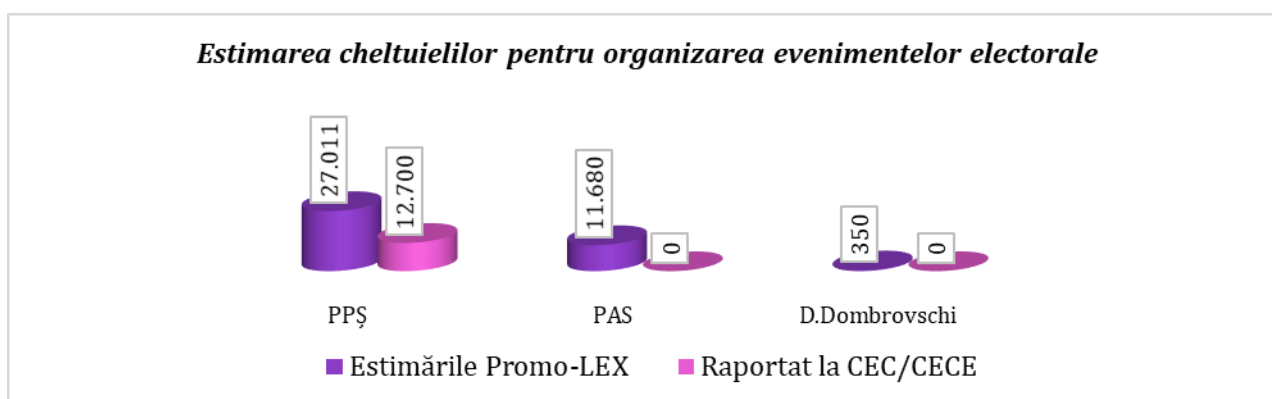 Estimarea cheltuielilor pentru organizarea evenimentelor electorale
27.011
12.700
11.680
0
350
0
PPȘ
PAS
D.Dombrovschi
Estimările Promo-LEX
Raportat la CEC/CECE